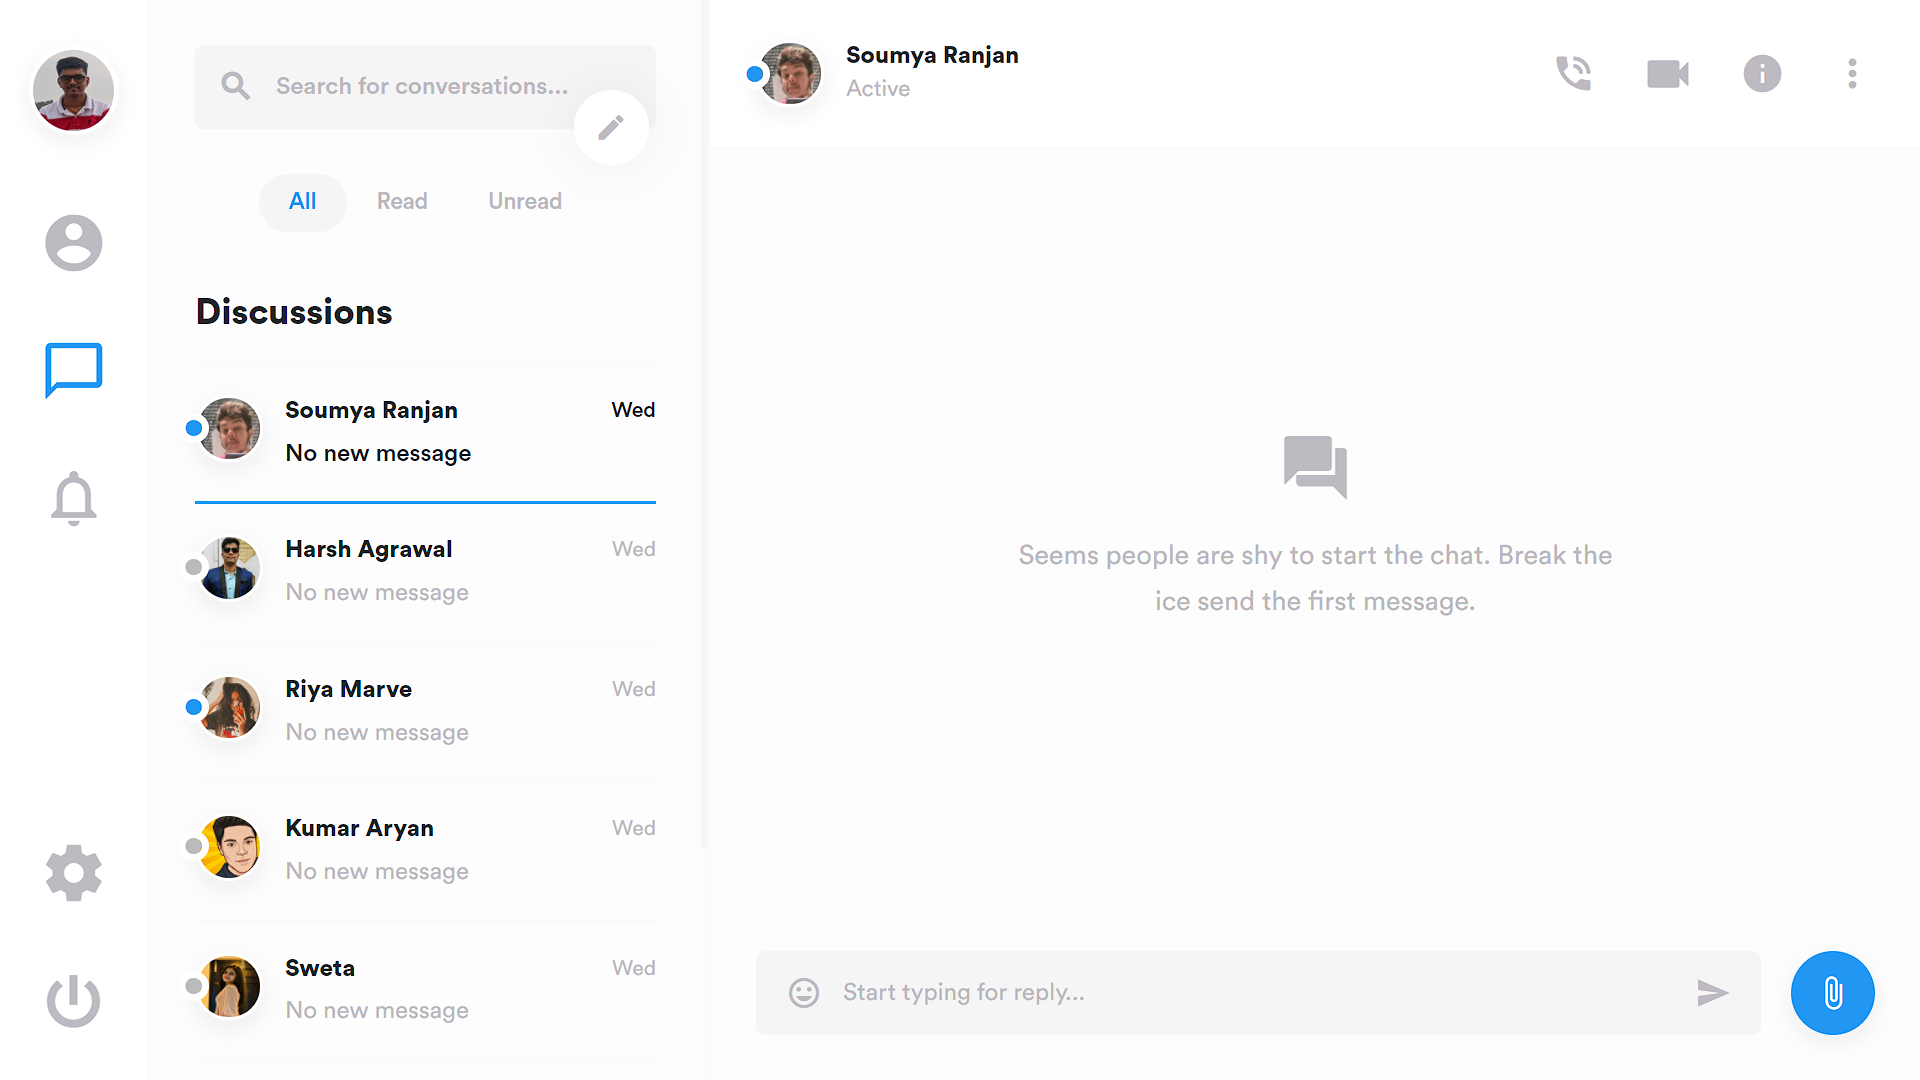 Search for conversations...
All
Read
Unread
Discussions
Soumya Ranjan
Wed
No new message
Harsh Agrawal
Wed
No new message
Riya Marve
Wed
No new message
Kumar Aryan
Wed
No new message
Sweta
Wed
No new message
Soumya Ranjan
Active
Seems people are shy to start the chat. Break the
ice send the first message.
Start typing for reply...